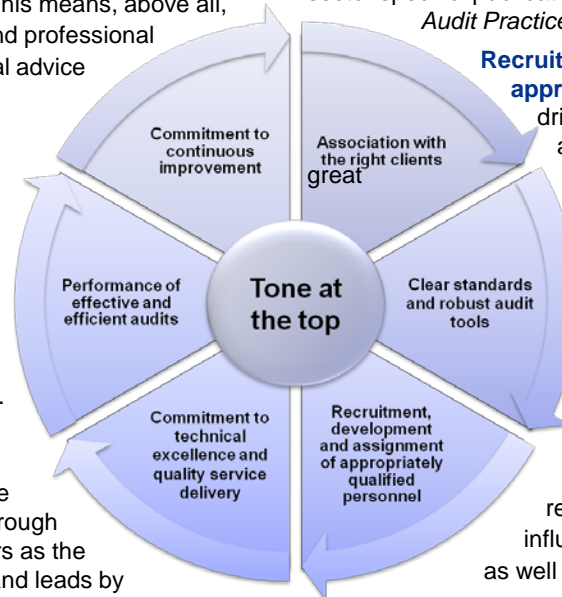 his means, above all,
nd professional
al advice
Audit Practice
Recruit
appr
dri
a
Commitment to
continuous
improvement
Association with
the right clients
great
Performance of
effective and
efficient audits
Tone at
the top
Clear standards
and robust audit
tools
Commitment to
technical
excellence and
quality service
delivery
Recruitment,
development
and assignment
of appropriately
qualified
personnel
e
rough
rs as the
and leads by
re
influ
as well